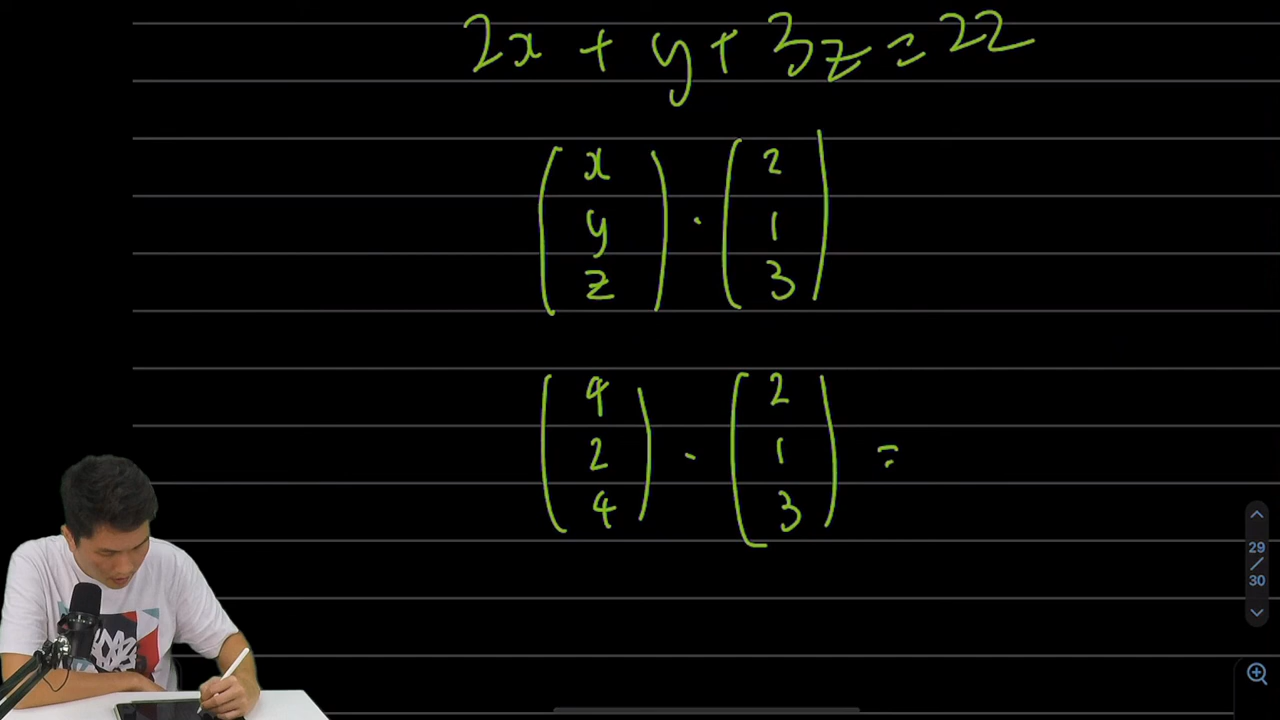 2x + y + 3z = 22
( x ) · ( 2 )
( y )   ( 1 )
( z )   ( 3 )
( 4 ) · ( 2 ) =
( 2 )   ( 1 )
( 4 )   ( 3 )
29
/
30